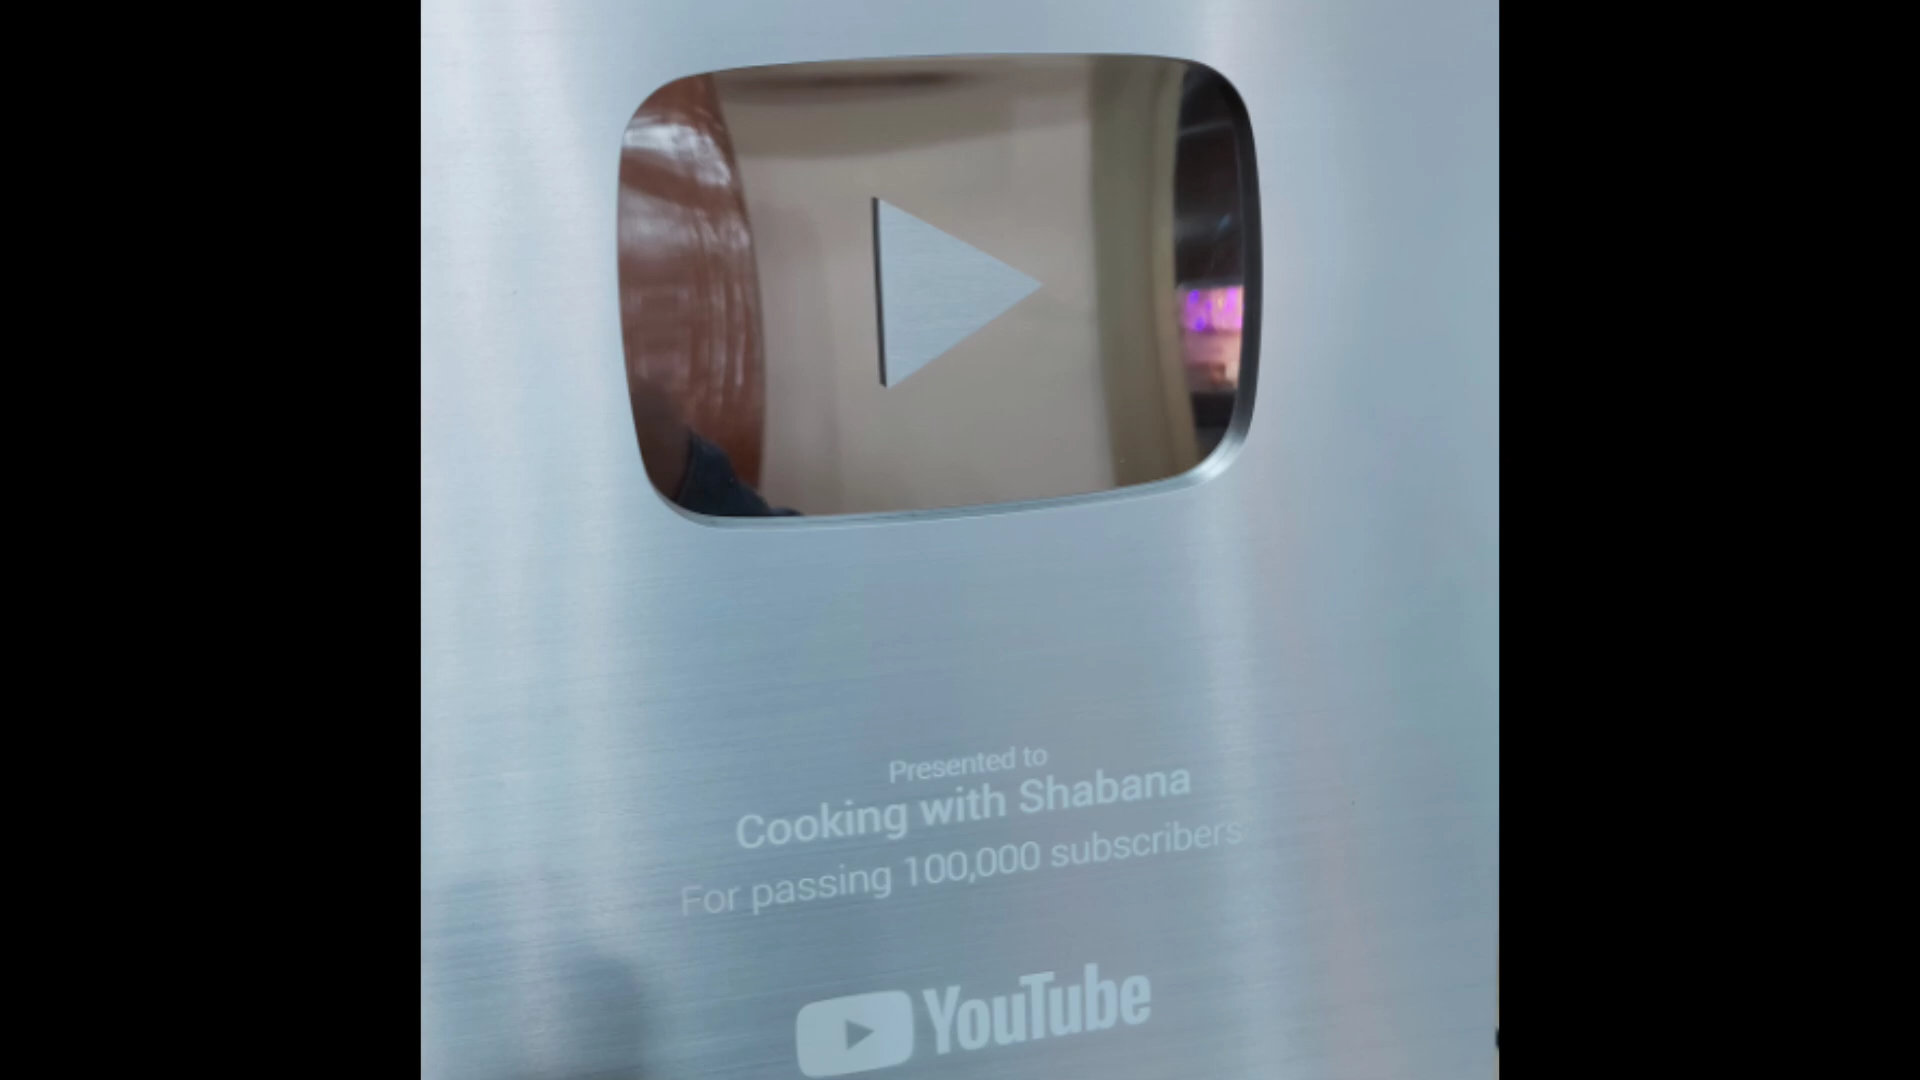 Presented to
Cooking with Shabana
For passing 100,000 subscribers
YouTube